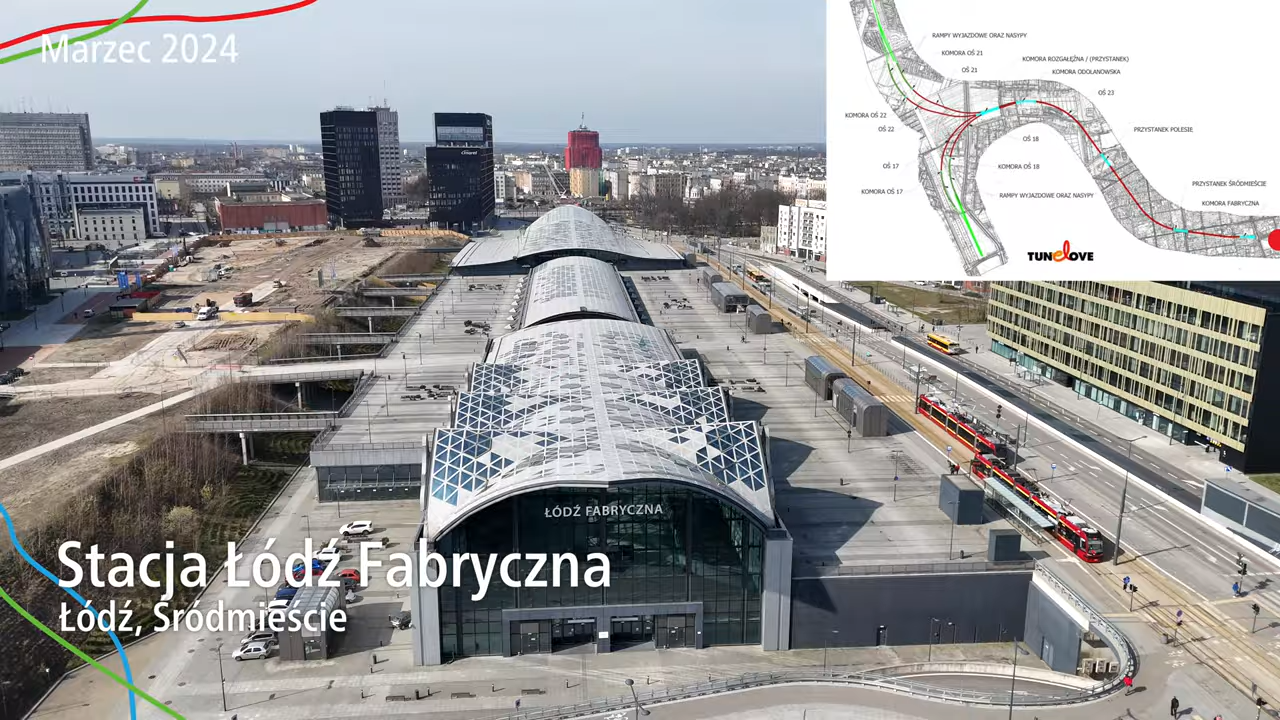 Marzec 2024
RAMPY WYJAZDOWE ORAZ NASYPY
KOMORA OŚ 21
OŚ 21
KOMORA ROZGAŁĘŹNA / (PRZYSTANEK)
KOMORA ODOLANOWSKA
OŚ 23
KOMORA OŚ 22
OŚ 22
PRZYSTANEK POLESIE
OŚ 18
OŚ 17
KOMORA OŚ 18
KOMORA OŚ 17
RAMPY WYJAZDOWE ORAZ NASYPY
PRZYSTANEK ŚRÓDMIEŚCIE
KOMORA FABRYCZNA
TUNELOVE
ŁÓDŹ FABRYCZNA
Stacja Łódź Fabryczna
Łódź, Śródmieście